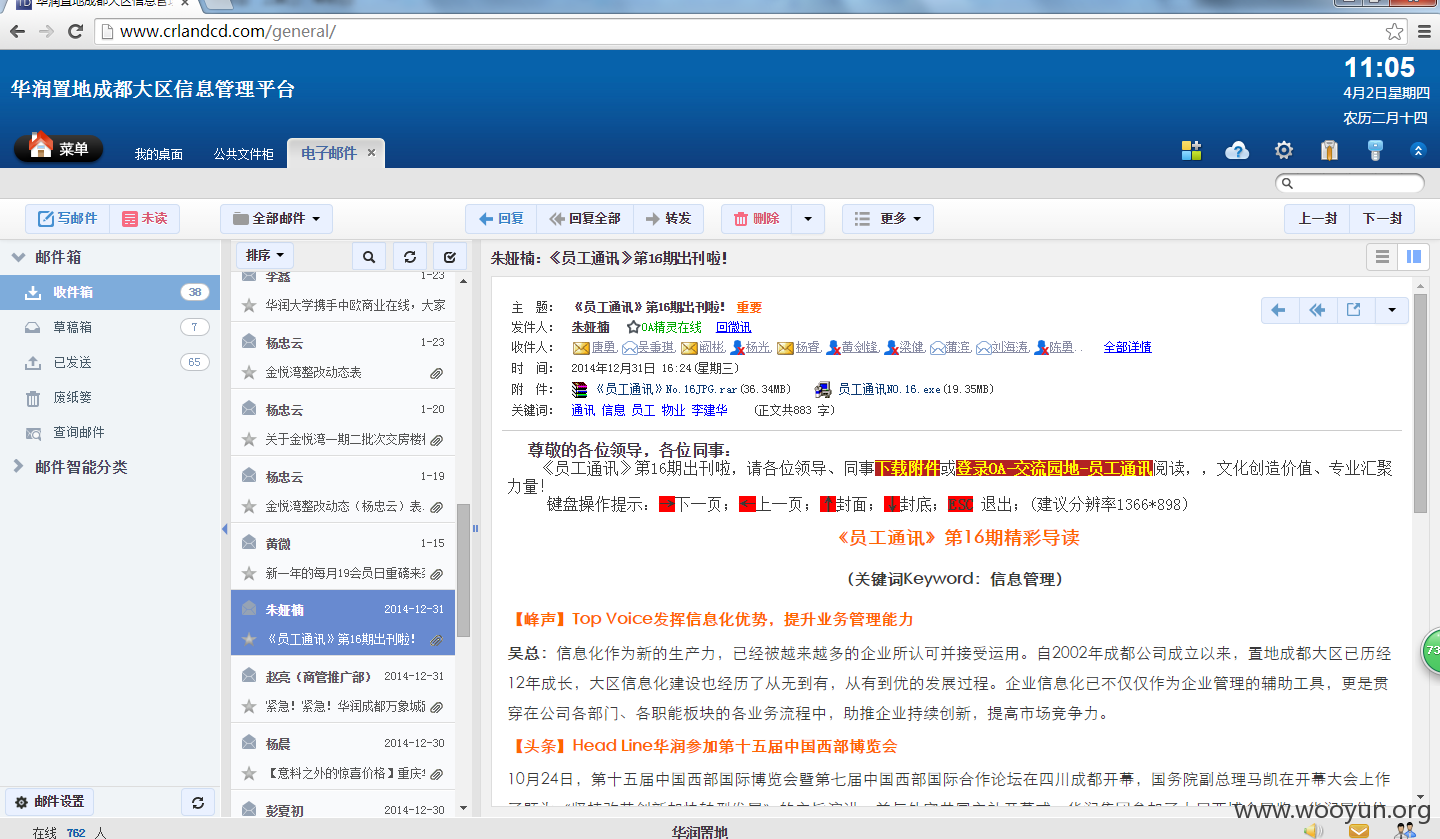 华润置地成都大区信息管
www.crlandcd.com/general/
华润置地成都大区信息管理平台
11:05
4月2日星期四
农历二月十四
菜单
我的桌面
公共文件柜
电子邮件
写邮件
未读
全部邮件
回复
回复全部
转发
删除
更多
上一封
下一封
邮件箱
收件箱 38
草稿箱 7
已发送 65
废纸篓
查询邮件
邮件智能分类
邮件设置
在线 762 人
排序
李鑫 1-23
华润大学携手中欧商业在线，大家
杨忠云 1-23
金悦湾整改动态表
杨忠云 1-20
关于金悦湾一期二批次交房楼
杨忠云 1-19
金悦湾整改动态（杨忠云）表.
黄微 1-15
新一年的每月19会员日重磅来
朱娅楠 2014-12-31
《员工通讯》第16期出刊啦！
赵亮（商管推广部） 2014-12-31
紧急！紧急！华润成都万象城
杨晨 2014-12-30
【意料之外的惊喜价格】重庆
彭夏初 2014-12-30
朱娅楠：《员工通讯》第16期出刊啦！
主 题： 《员工通讯》第16期出刊啦！ 重要
发件人： 朱娅楠 OA精灵在线 回微讯
收件人： 唐勇, 吴秉琪, 阚彬, 杨光, 杨睿, 黄剑锋, 梁健, 蒲滨, 刘海涛, 陈勇... 全部详情
时 间： 2014年12月31日 16:24(星期三)
附 件： 《员工通讯》No.16JPG.rar(36.34MB) 员工通讯NO.16.exe(19.35MB)
关键词： 通讯 信息 员工 物业 李建华 (正文共883 字)
尊敬的各位领导，各位同事：
《员工通讯》第16期出刊啦，请各位领导、同事下载附件或登录OA-交流园地-员工通讯阅读，，文化创造价值、专业汇聚
力量！
键盘操作提示：→下一页；←上一页；↑封面；↓封底；ESC 退出；（建议分辨率1366*898）
《员工通讯》第16期精彩导读
（关键词Keyword：信息管理）
【峰声】Top Voice发挥信息化优势，提升业务管理能力
吴总：信息化作为新的生产力，已经被越来越多的企业所认可并接受运用。自2002年成都公司成立以来，置地成都大区已历经
12年成长，大区信息化建设也经历了从无到有，从有到优的发展过程。企业信息化已不仅仅作为企业管理的辅助工具，更是贯
穿在公司各部门、各职能板块的各业务流程中，助推企业持续创新，提高市场竞争力。
【头条】Head Line华润参加第十五届中国西部博览会
10月24日，第十五届中国西部国际博览会暨第七届中国西部国际合作论坛在四川成都开幕，国务院副总理马凯在开幕大会上作
华润置地
73
www.wooyun.org